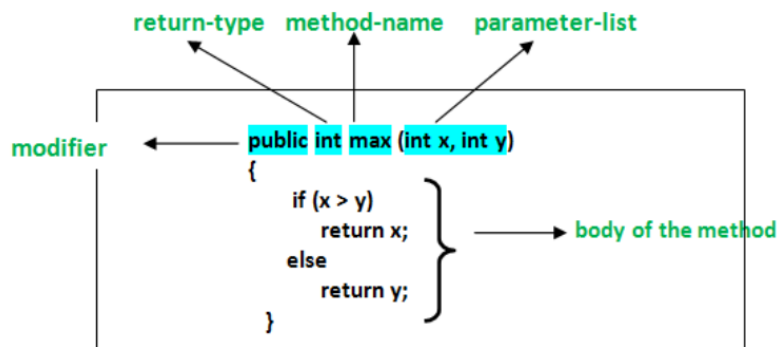 return-type method-name parameter-list
modifier
public int max (int x, int y)
{
if (x > y)
return x;
else
return y;
}
body of the method